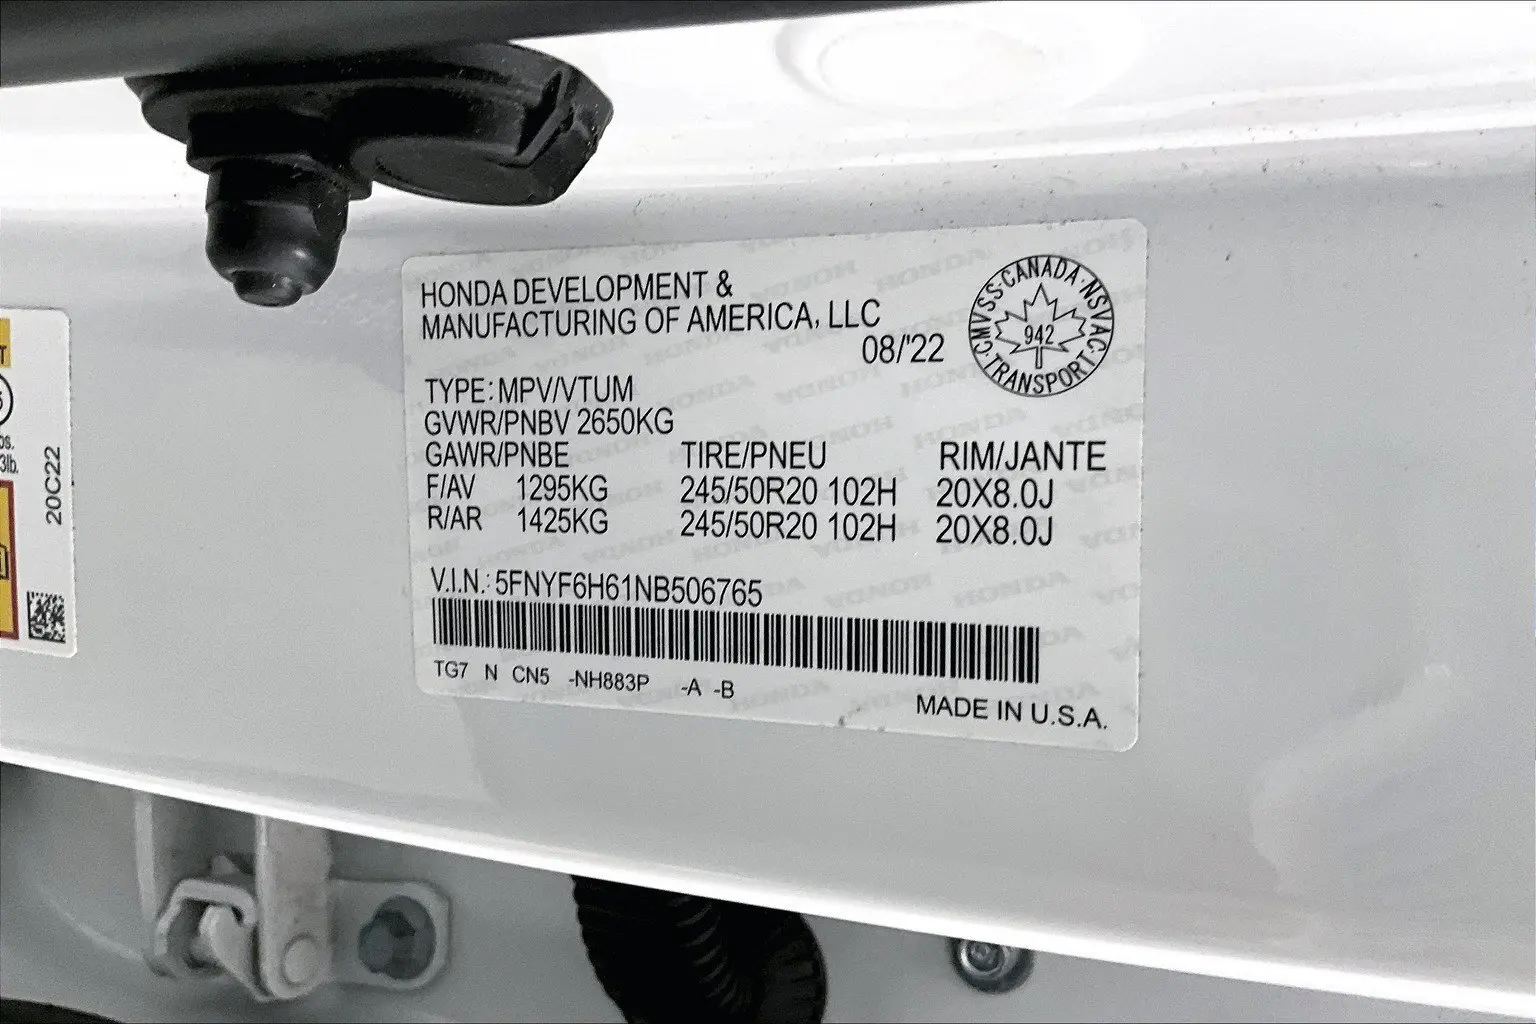 HONDA DEVELOPMENT &
MANUFACTURING OF AMERICA, LLC
08/'22
CMVSS·CANADA·NSVAC·TRANSPORT·
942
TYPE: MPV/VTUM
GVWR/PNBV 2650KG
GAWR/PNBE TIRE/PNEU RIM/JANTE
F/AV 1295KG 245/50R20 102H 20X8.0J
R/AR 1425KG 245/50R20 102H 20X8.0J
V.I.N.: 5FNYF6H61NB506765
TG7 N CN5 -NH883P -A -B
MADE IN U.S.A.
20C22
3lb.